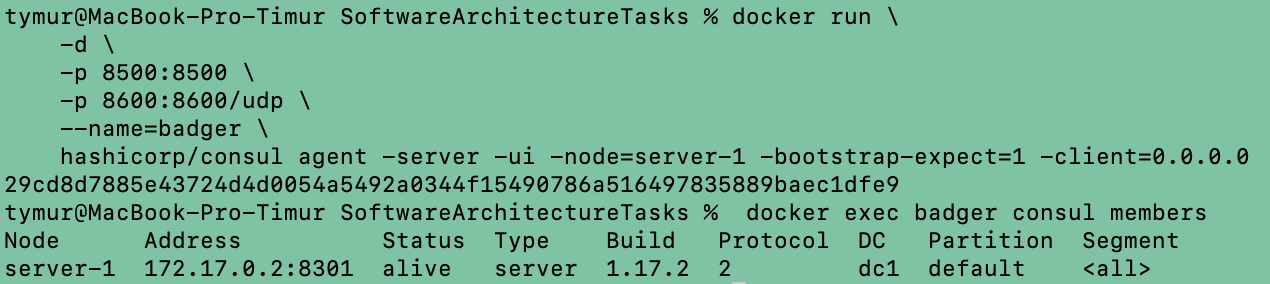 tymur@MacBook-Pro-Timur SoftwareArchitectureTasks % docker run \
    -d \
    -p 8500:8500 \
    -p 8600:8600/udp \
    --name=badger \
    hashicorp/consul agent -server -ui -node=server-1 -bootstrap-expect=1 -client=0.0.0.0
29cd8d7885e43724d4d0054a5492a0344f15490786a516497835889baec1dfe9
tymur@MacBook-Pro-Timur SoftwareArchitectureTasks %  docker exec badger consul members
Node      Address          Status  Type    Build   Protocol  DC   Partition  Segment
server-1  172.17.0.2:8301  alive   server  1.17.2  2         dc1  default    <all>